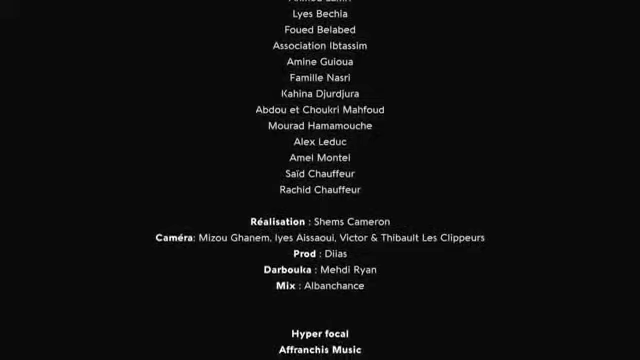 Lyes Bechla
Foued Belabed
Association Ibtassim
Amine Guioua
Famille Nasri
Kahina Djurdjura
Abdou et Choukri Mahfoud
Mourad Hamamouche
Alex Leduc
Amel Montel
Saïd Chauffeur
Rachid Chauffeur
Réalisation : Shems Cameron
Caméra: Mizou Ghanem, Iyes Aissaoui, Victor & Thibault Les Clippeurs
Prod : Diias
Darbouka : Mehdi Ryan
Mix : Albanchance
Hyper focal
Affranchis Music